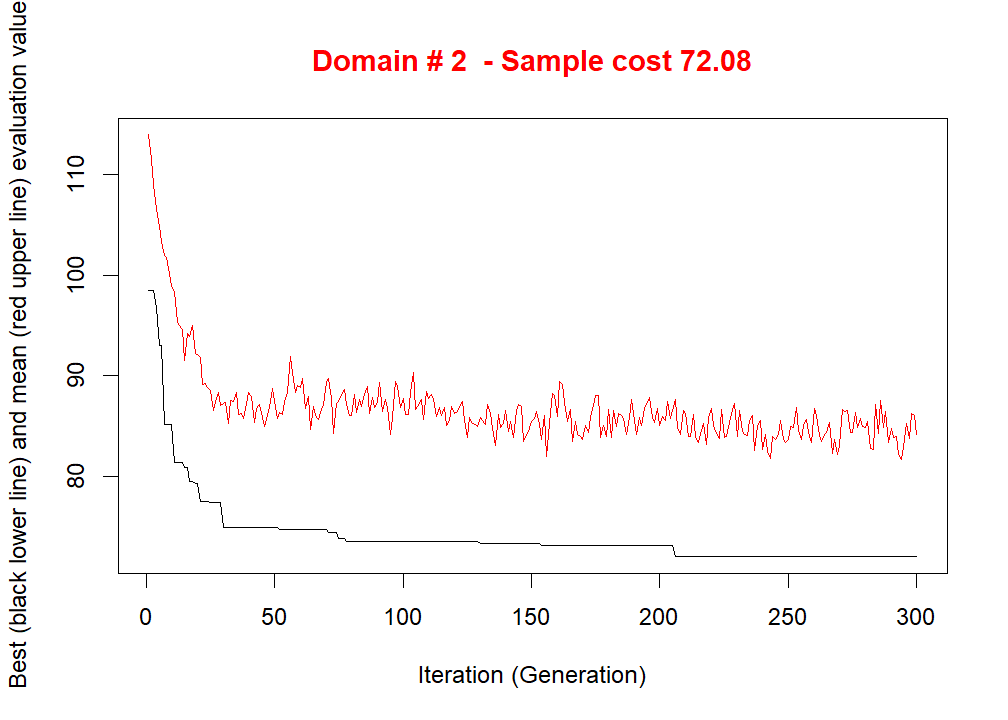 Domain # 2  - Sample cost 72.08
Best (black lower line) and mean (red upper line) evaluation value
110
100
90
80
0 50 100 150 200 250 300
Iteration (Generation)